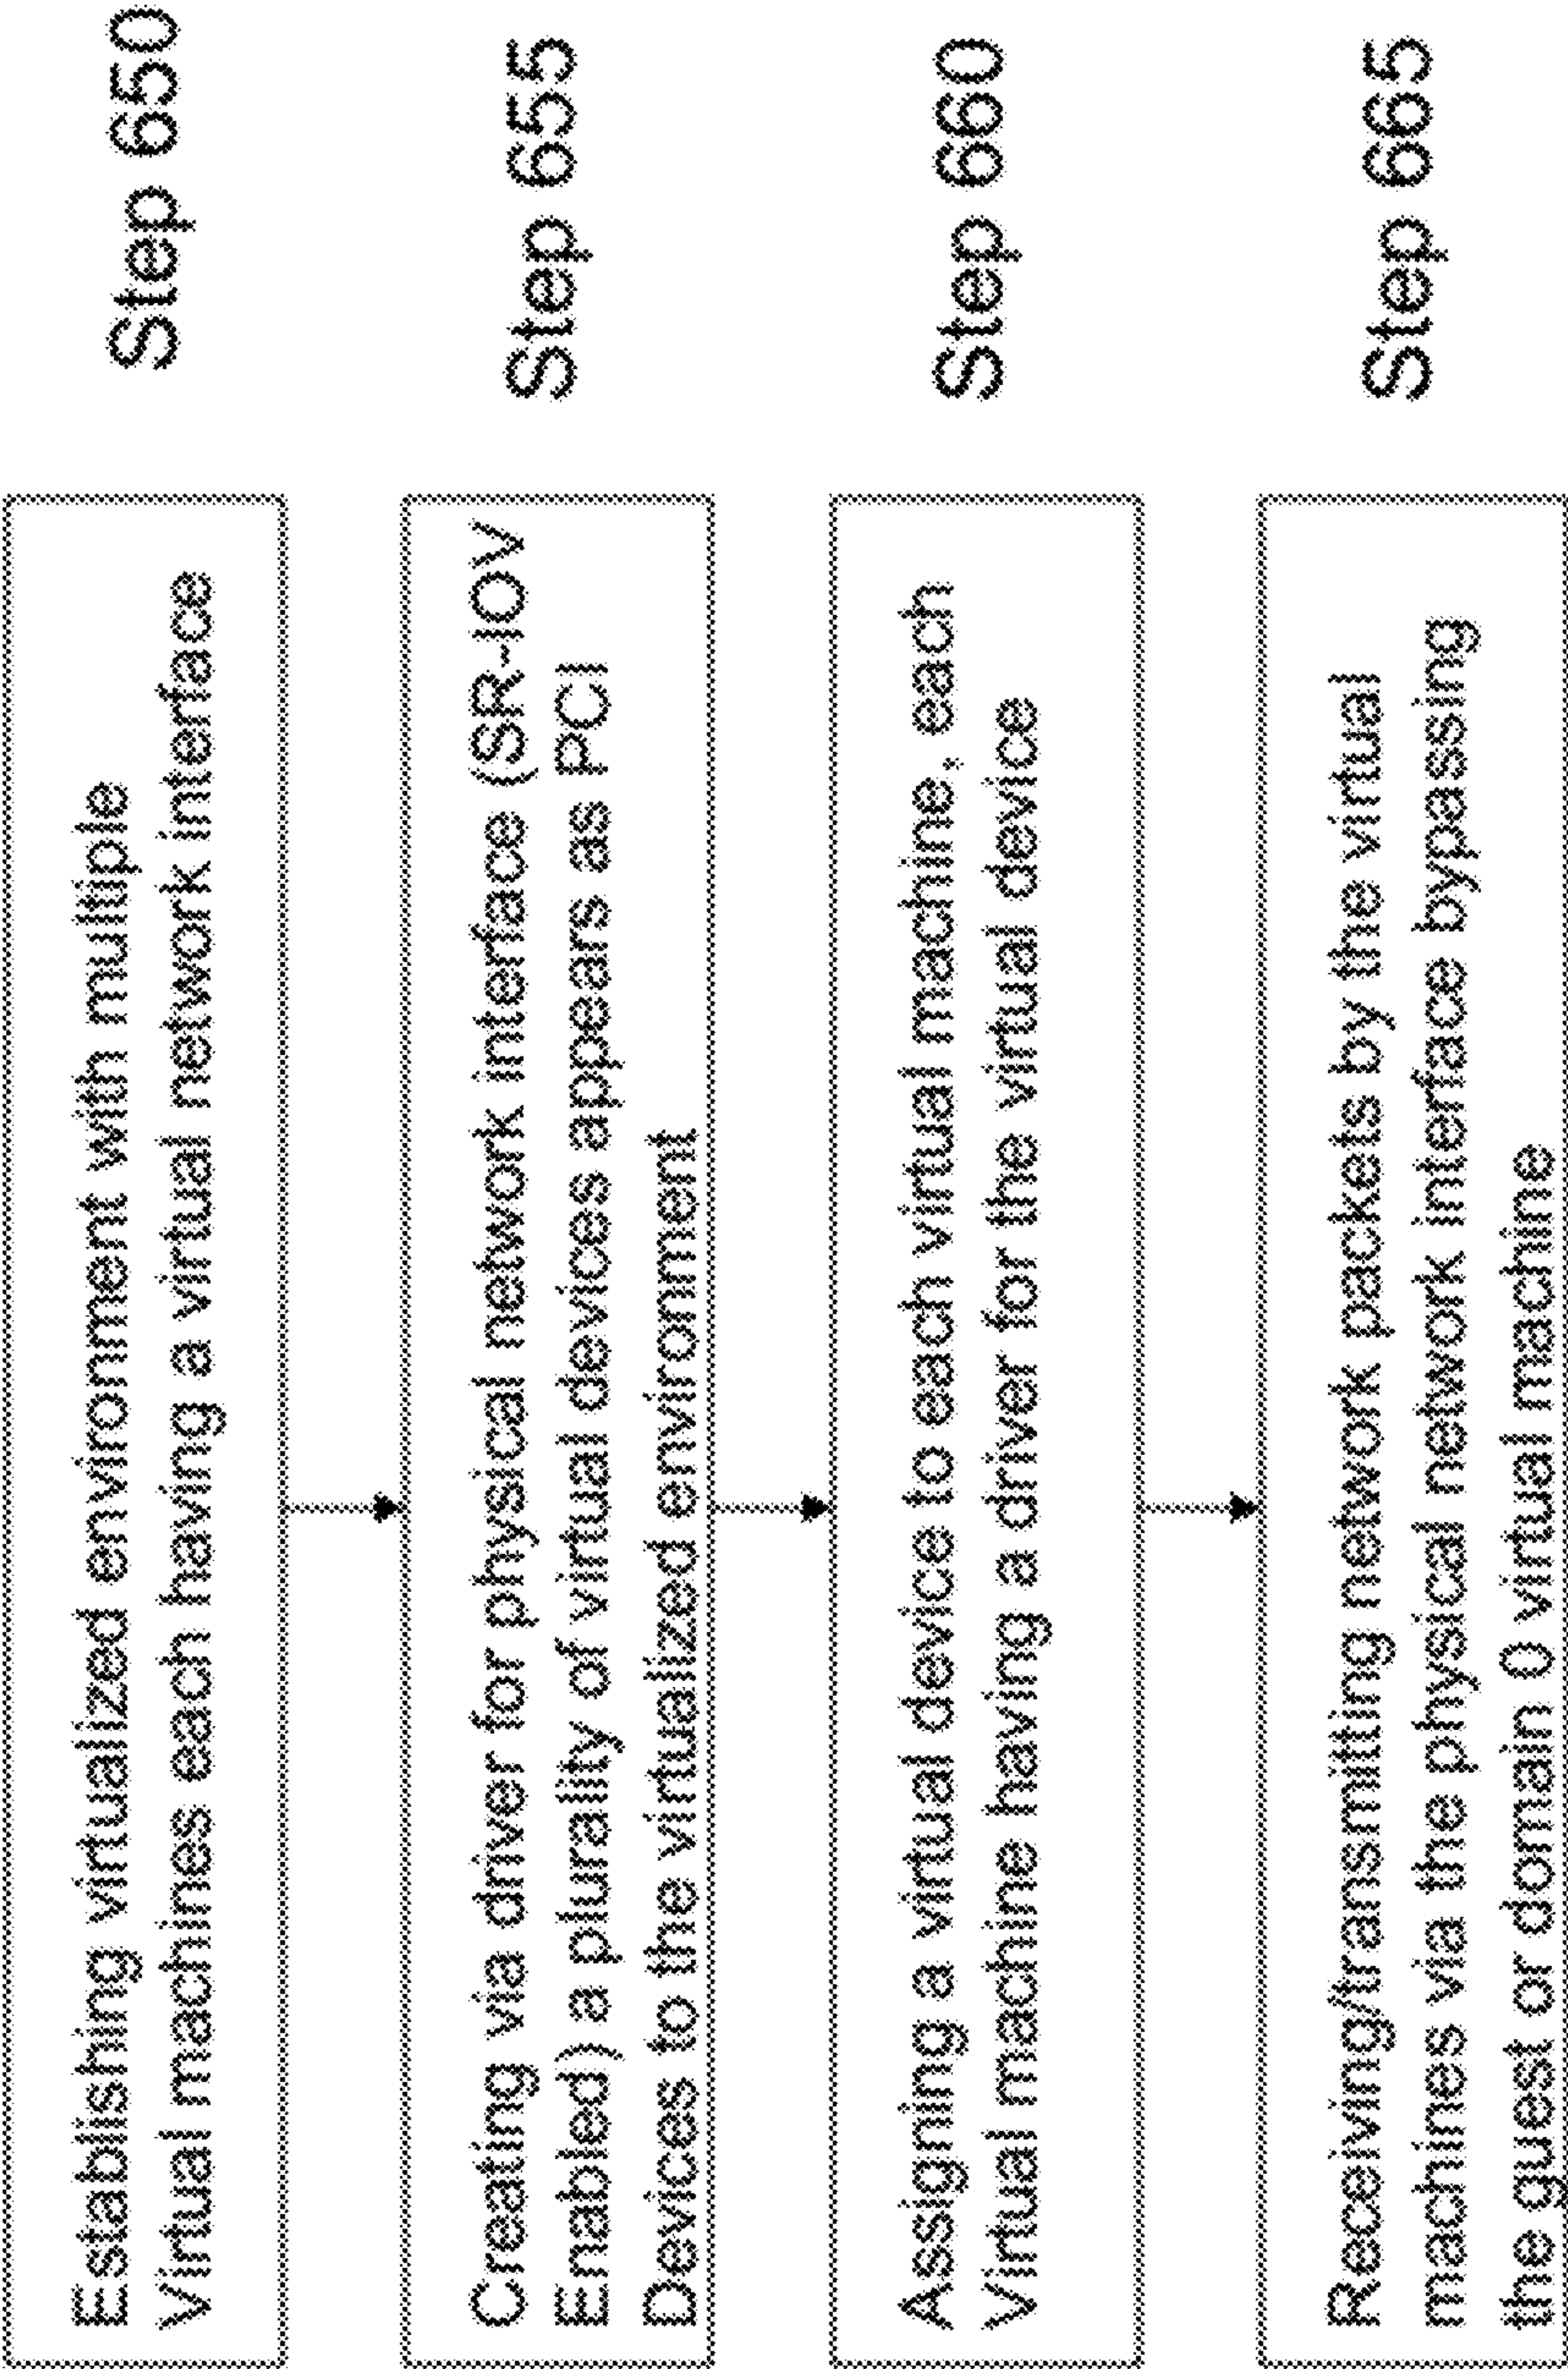 Establishing virtualized environment with multiple
Virtual machines each having a virtual network interface
Step 650
Creating via driver for physical network interface (SR-IOV
Enabled) a plurality of virtual devices appears as PCI
Devices to the virtualized environment
Step 655
Assigning a virtual device to each virtual machine, each
Virtual machine having a driver for the virtual device
Step 660
Receiving/transmitting network packets by the virtual
machines via the physical network interface bypassing
the guest or domain 0 virtual machine
Step 665